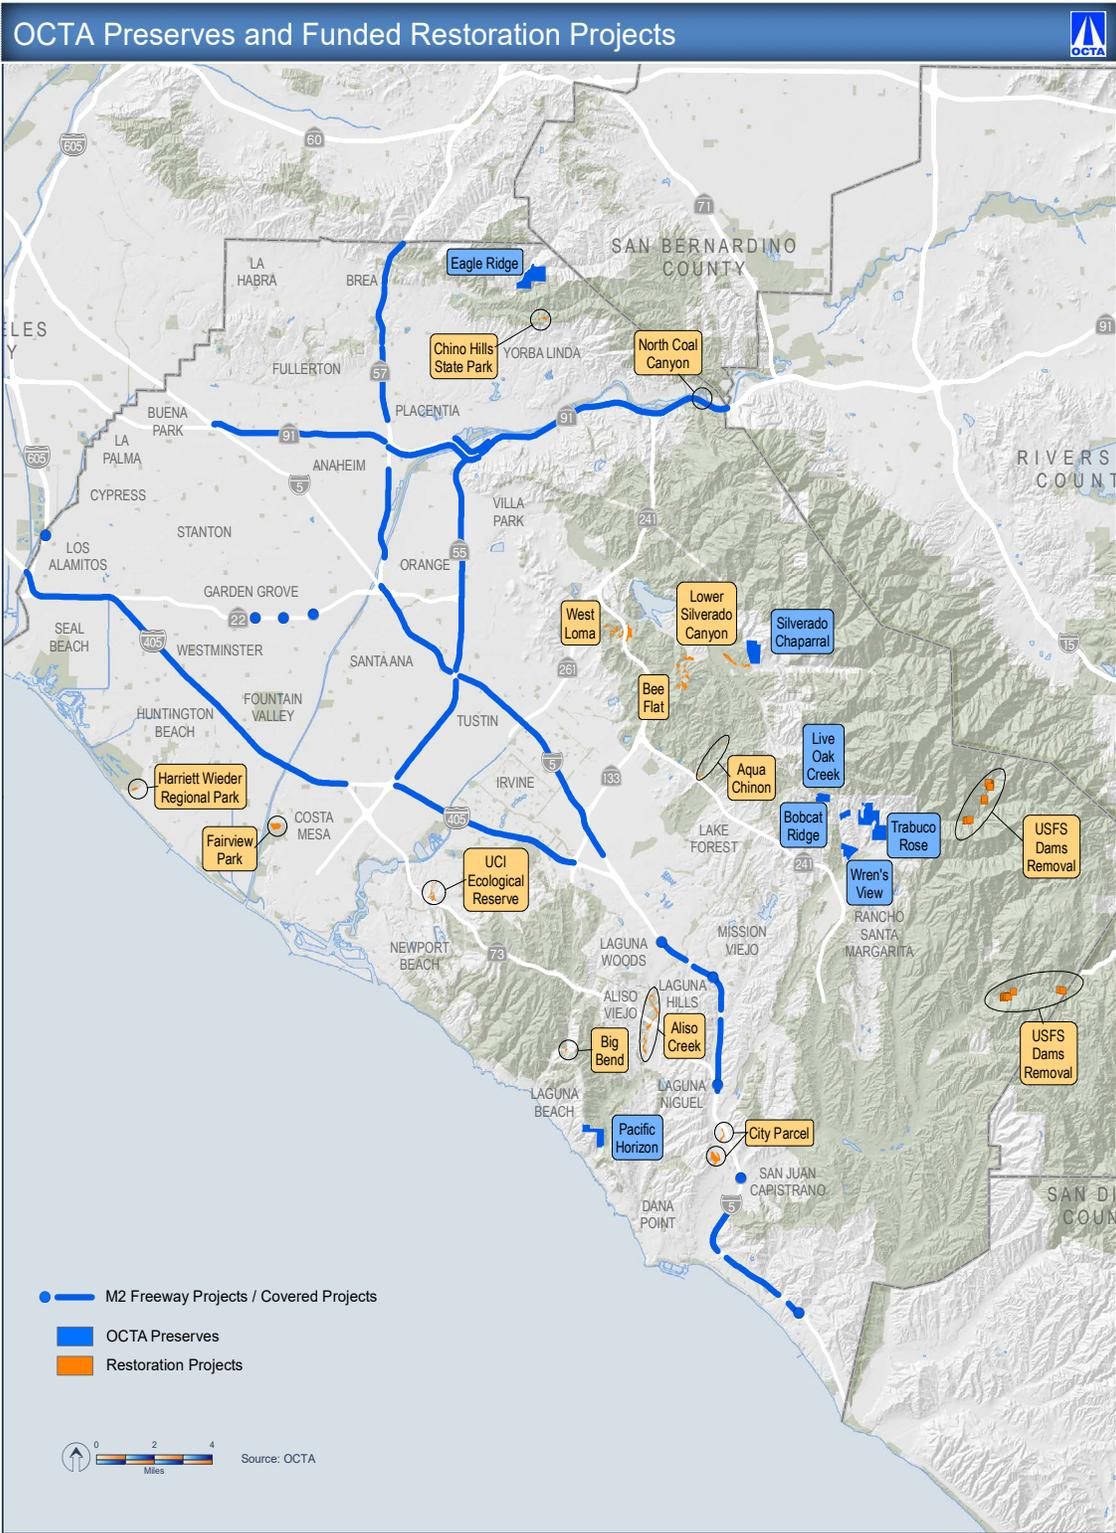 OCTA Preserves and Funded Restoration Projects
OCTA
605
60
71
SAN BERNARDINO
COUNTY
LA
HABRA
BREA
Eagle Ridge
ELES
Y
91
Chino Hills
State Park
YORBA LINDA
North Coal
Canyon
FULLERTON
57
BUENA
PARK
PLACENTIA
91
91
LA
PALMA
605
ANAHEIM
5
RIVERS
COUNT
CYPRESS
VILLA
PARK
STANTON
241
LOS
ALAMITOS
55
ORANGE
GARDEN GROVE
22
West
Loma
Lower
Silverado
Canyon
Silverado
Chaparral
SEAL
BEACH
405
WESTMINSTER
SANTA ANA
261
15
Bee
Flat
HUNTINGTON
BEACH
FOUNTAIN
VALLEY
TUSTIN
Live
Oak
Creek
5
133
Aqua
Chinon
IRVINE
Harriett Wieder
Regional Park
COSTA
MESA
405
Fairview
Park
LAKE
FOREST
Bobcat
Ridge
Trabuco
Rose
USFS
Dams
Removal
241
UCI
Ecological
Reserve
Wren's
View
RANCHO
SANTA
MARGARITA
NEWPORT
BEACH
73
LAGUNA
WOODS
MISSION
VIEJO
ALISO
VIEJO
LAGUNA
HILLS
Big
Bend
Aliso
Creek
USFS
Dams
Removal
LAGUNA
BEACH
LAGUNA
NIGUEL
Pacific
Horizon
City Parcel
SAN JUAN
CAPISTRANO
5
DANA
POINT
SAN DI
COUN
M2 Freeway Projects / Covered Projects
OCTA Preserves
Restoration Projects
0 2 4
Miles
Source: OCTA